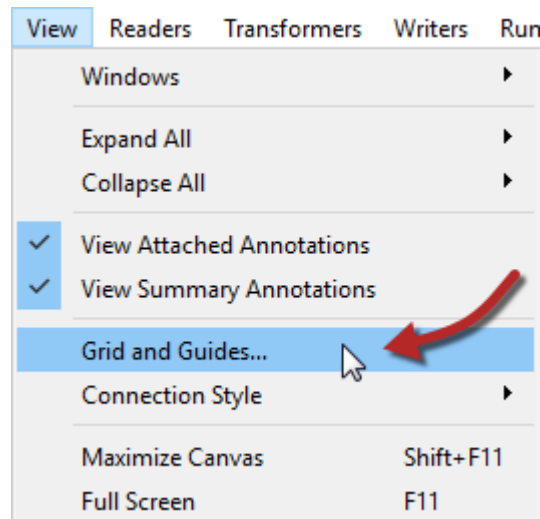 View Readers Transformers Writers Run
Windows
Expand All
Collapse All
View Attached Annotations
View Summary Annotations
Grid and Guides...
Connection Style
Maximize Canvas Shift+F11
Full Screen F11